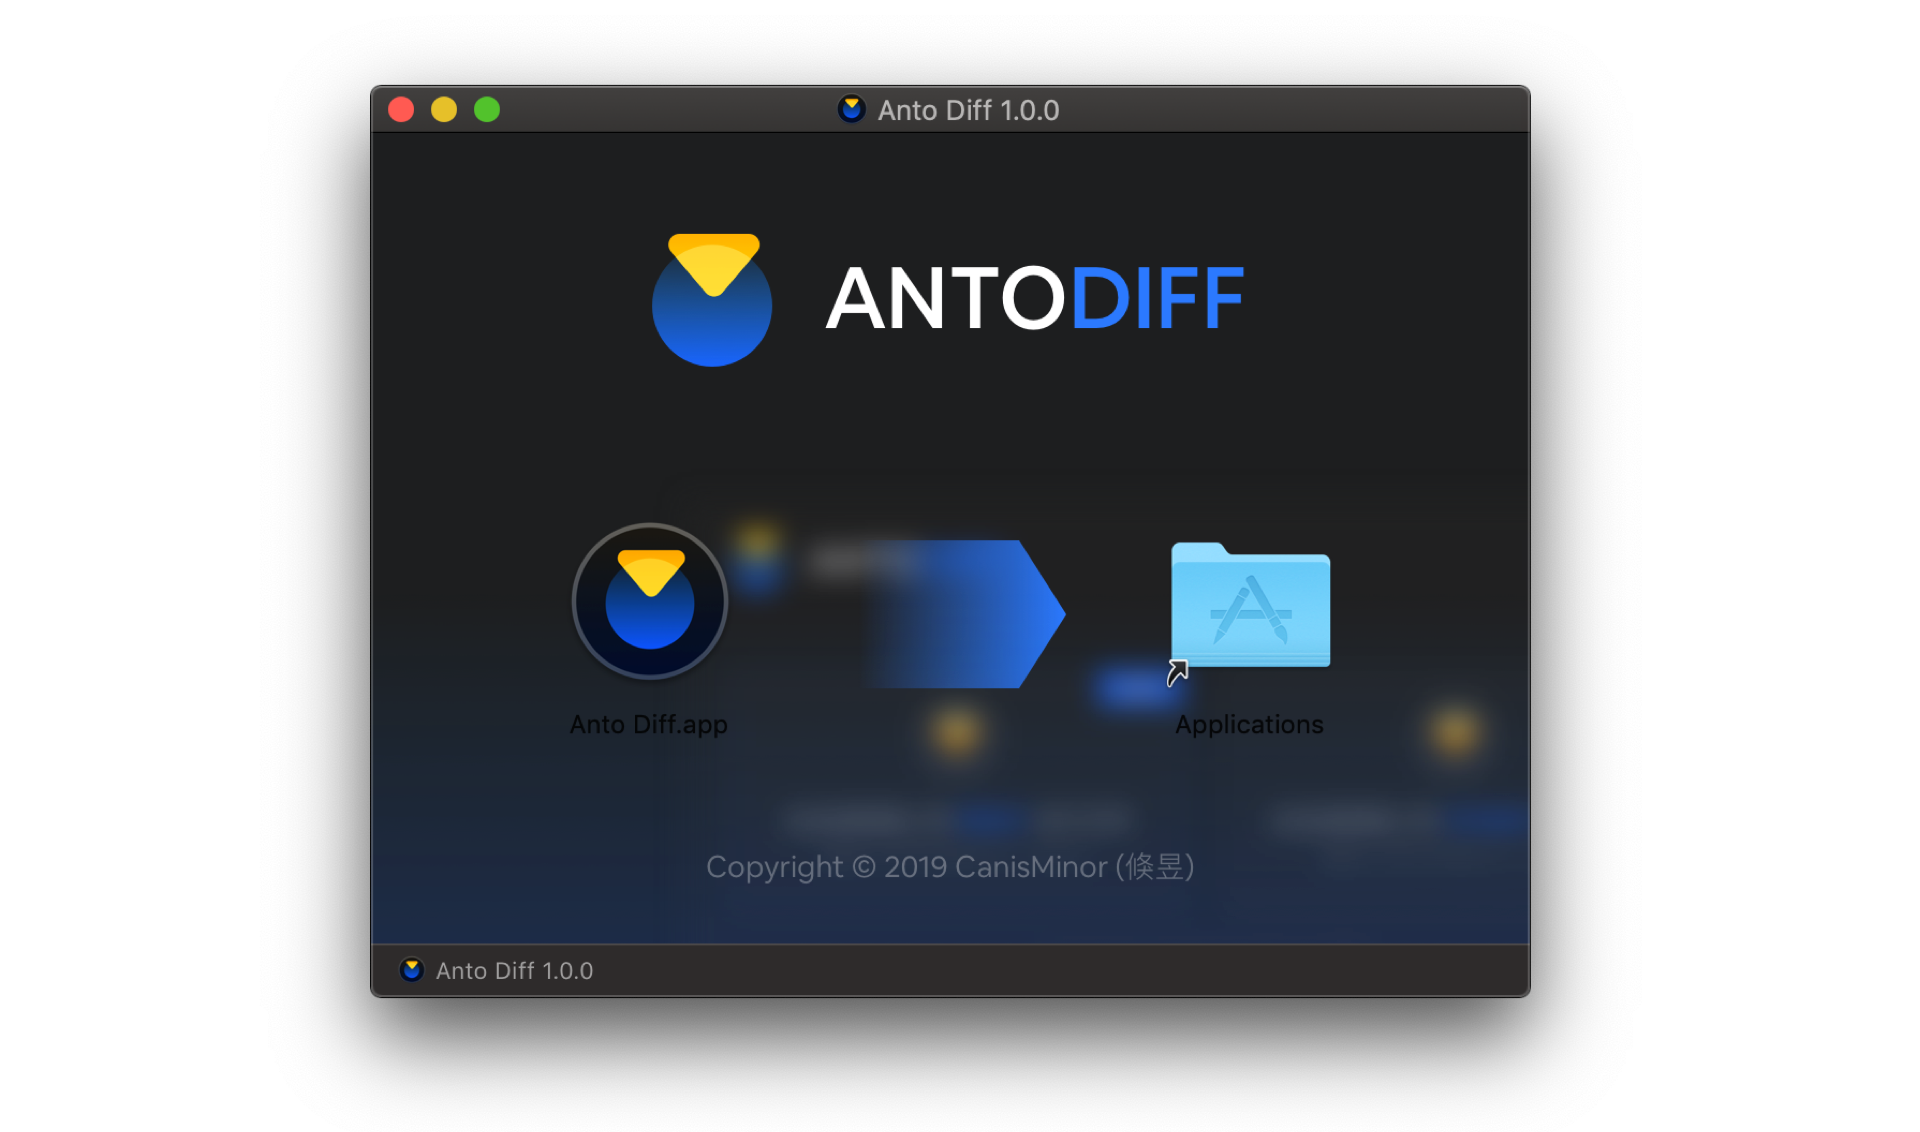 Anto Diff 1.0.0
ANTODIFF
Anto Diff.app
Applications
Copyright © 2019 CanisMinor (倏昱)
Anto Diff 1.0.0